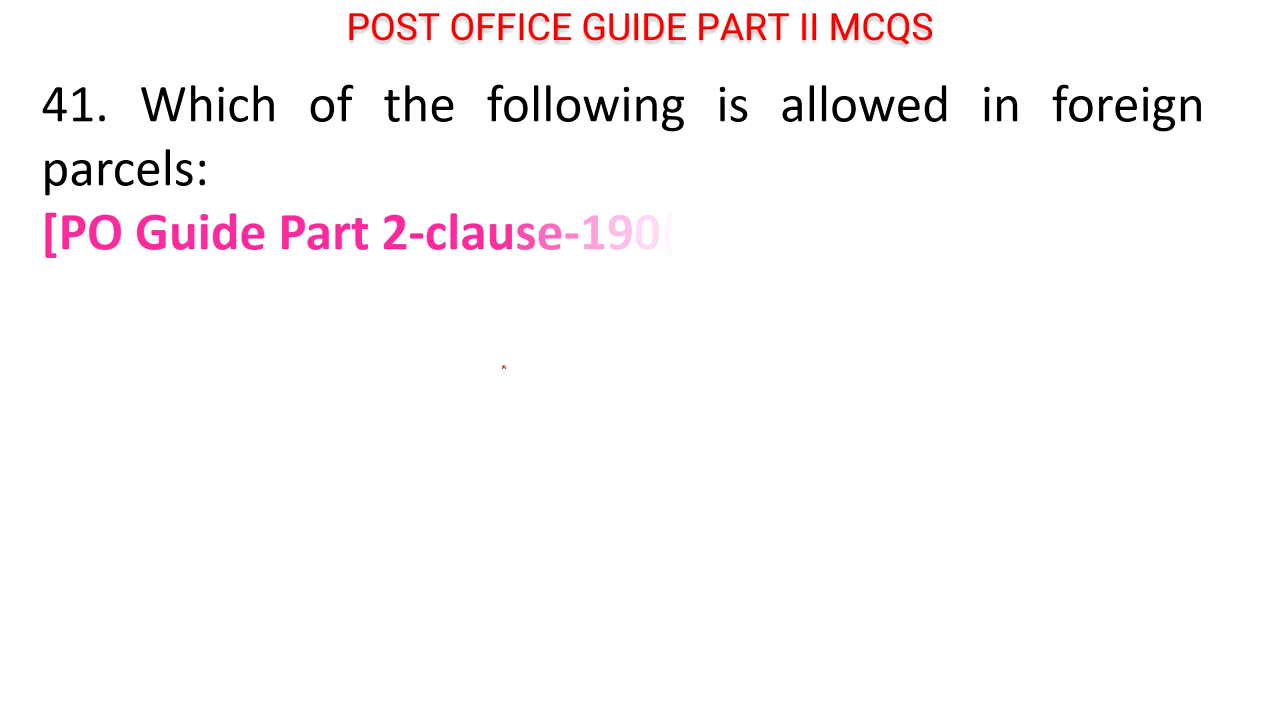 POST OFFICE GUIDE PART II MCQS
41. Which of the following is allowed in foreign
parcels:
[PO Guide Part 2-clause-190(